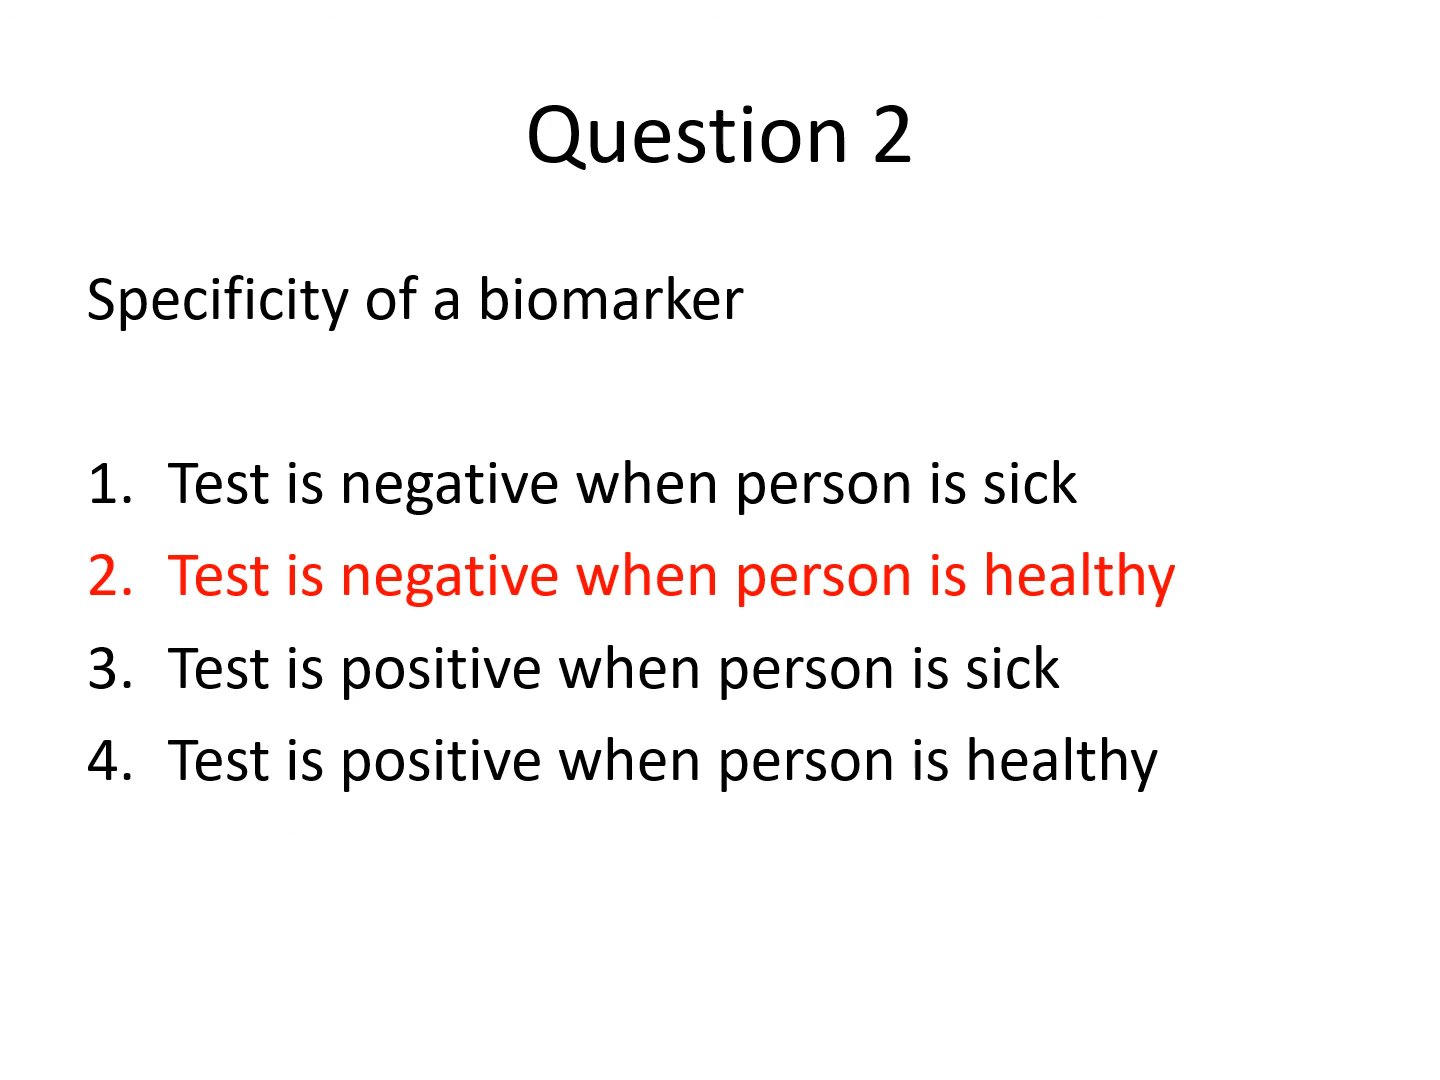 Question 2
Specificity of a biomarker
1. Test is negative when person is sick
2. Test is negative when person is healthy
3. Test is positive when person is sick
4. Test is positive when person is healthy